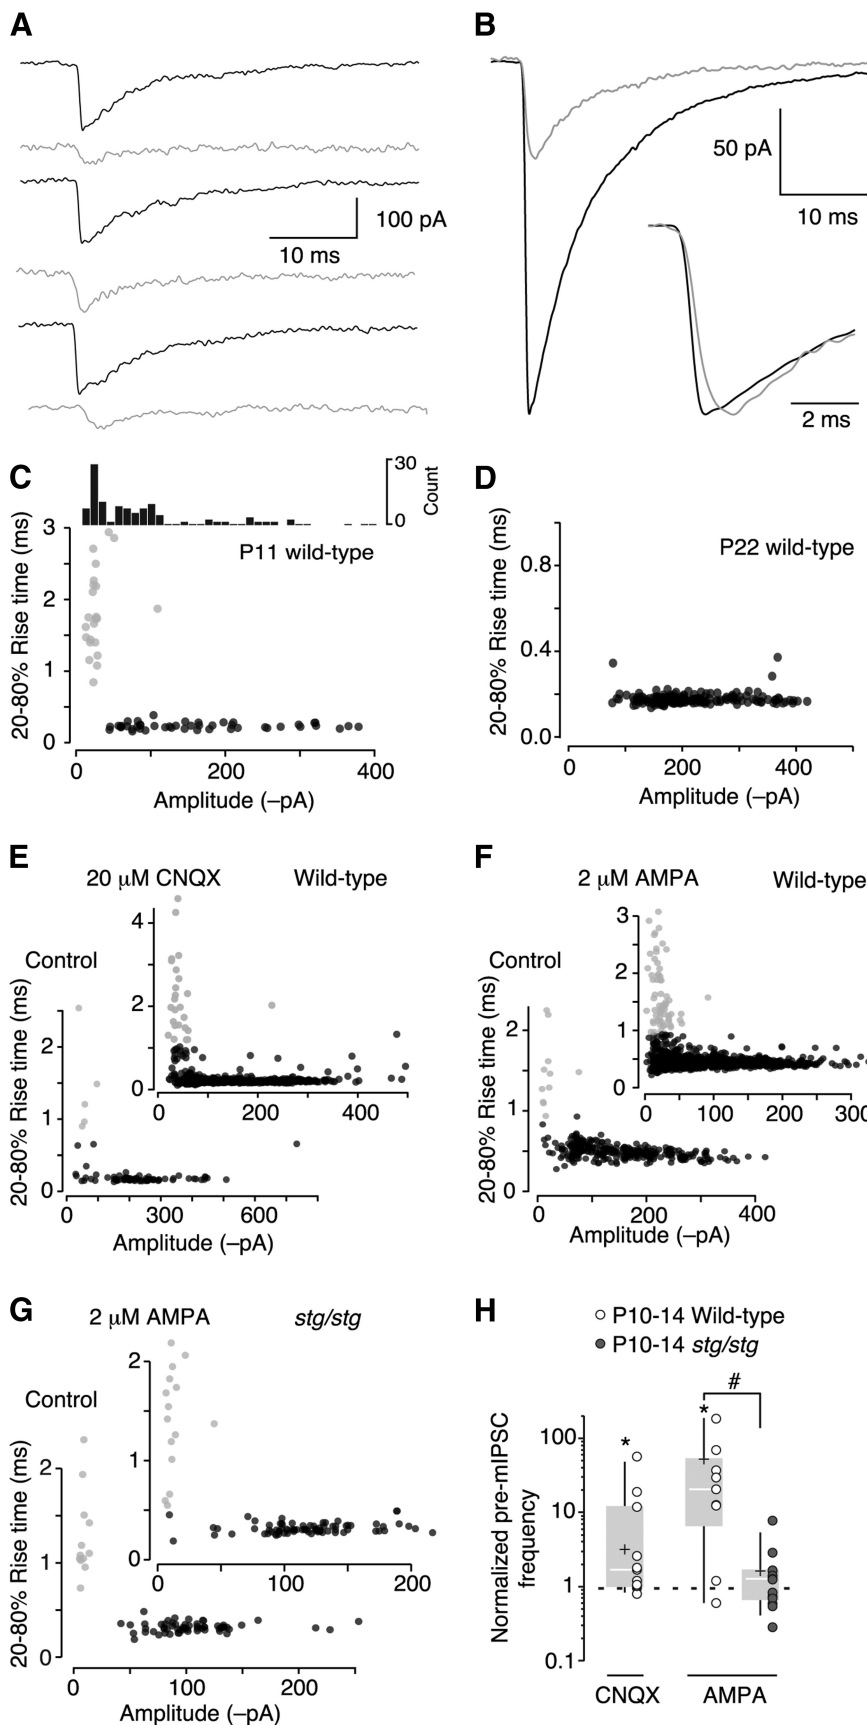 A
B
100 pA
10 ms
50 pA
10 ms
2 ms
C
30
0
Count
P11 wild-type
20-80% Rise time (ms)
3
2
1
0
0 200 400
Amplitude (–pA)
D
P22 wild-type
20-80% Rise time (ms)
0.8
0.4
0.0
0 200 400
Amplitude (–pA)
E
20 μM CNQX Wild-type
4
2
0
0 200 400
Control
20-80% Rise time (ms)
2
1
0
0 300 600
Amplitude (–pA)
F
2 μM AMPA Wild-type
3
2
1
0
0 100 200 300
Control
20-80% Rise time (ms)
2
1
0
0 200 400
Amplitude (–pA)
G
2 μM AMPA stg/stg
2
1
0
0 100 200
Control
20-80% Rise time (ms)
2
1
0
0 100 200
Amplitude (–pA)
H
P10-14 Wild-type
P10-14 stg/stg
#
*
*
Normalized pre-mIPSC
frequency
100
10
1
0.1
CNQX AMPA